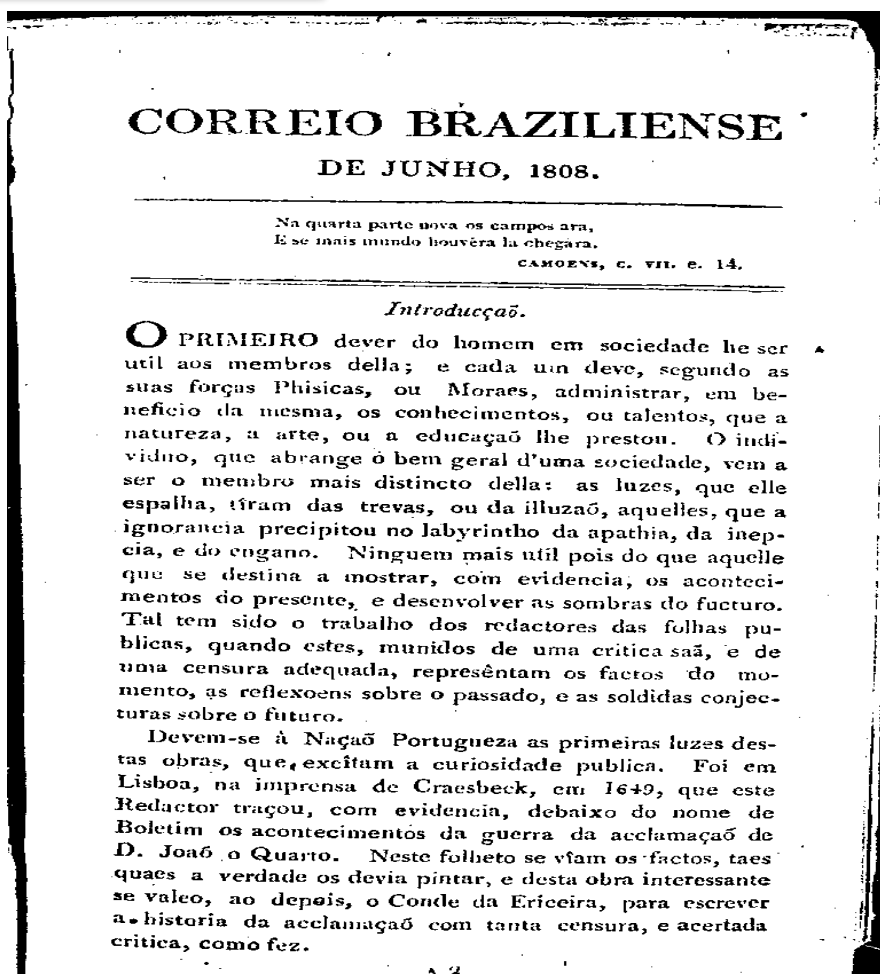 CORREIO BRAZILIENSE
DE JUNHO, 1808.
Na quarta parte nova os campos ara,
E se mais mundo houvéra la chegára.
CAMOENS, C. VII. e. 14.
Introducçaõ.
O PRIMEIRO dever do homem em sociedade he ser
util aos membros della; e cada um deve, segundo as
suas forças Phisicas, ou Moraes, administrar, em be-
neficio da mesma, os conhecimentos, ou talentos, que a
natureza, a arte, ou a educaçaõ lhe prestou. O indi-
viduo, que abrange o bem geral d'uma sociedade, vem a
ser o membro mais distincto della: as luzes, que elle
espalha, tîram das trevas, ou da illuzaõ, aquelles, que a
ignorancia precipitou no labyrintho da apathia, da inep-
cia, e do engano. Ninguem mais util pois do que aquelle
que se destina a mostrar, com evidencia, os aconteci-
mentos do presente, e desenvolver as sombras do fucturo.
Tal tem sido o trabalho dos redactores das folhas pu-
blicas, quando estes, munidos de uma critica saã, e de
uma censura adequada, represêntam os factos do mo-
mento, as reflexoens sobre o passado, e as soldidas conjec-
turas sobre o futuro.
Devem-se à Naçaõ Portugueza as primeiras luzes des-
tas obras, que excitam a curiosidade publica. Foi em
Lisboa, na imprensa de Craesbeck, em 1649, que este
Redactor traçou, com evidencia, debaixo do nome de
Boletim os acontecimentos da guerra da acclamaçaõ de
D. Joaõ o Quarto. Neste folheto se vîam os factos, taes
quaes a verdade os devia pintar, e desta obra interessante
se valeo, ao depois, o Conde da Ericeira, para escrever
a historia da acclamaçaõ com tanta censura, e acertada
critica, como fez.